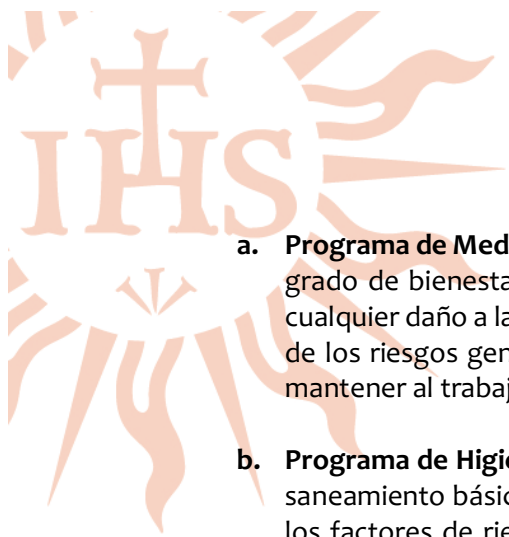 IHS
a. Programa de Med
grado de bienesta
cualquier daño a la
de los riesgos gen
mantener al trabaj
b. Programa de Higie
saneamiento básic
los factores de rie